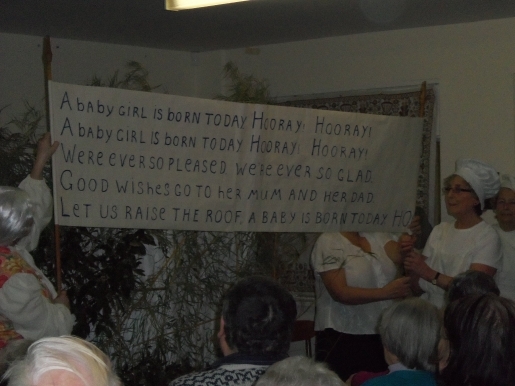 A BABY GIRL IS BORN TODAY. HOORAY! HOORAY!
A BABY GIRL IS BORN TODAY. HOORAY! HOORAY!
WERE EVER SO PLEASED. WERE EVER SO GLAD.
GOOD WISHES GO TO HER MUM AND HER DAD.
LET US RAISE THE ROOF, A BABY IS BORN TODAY. HO